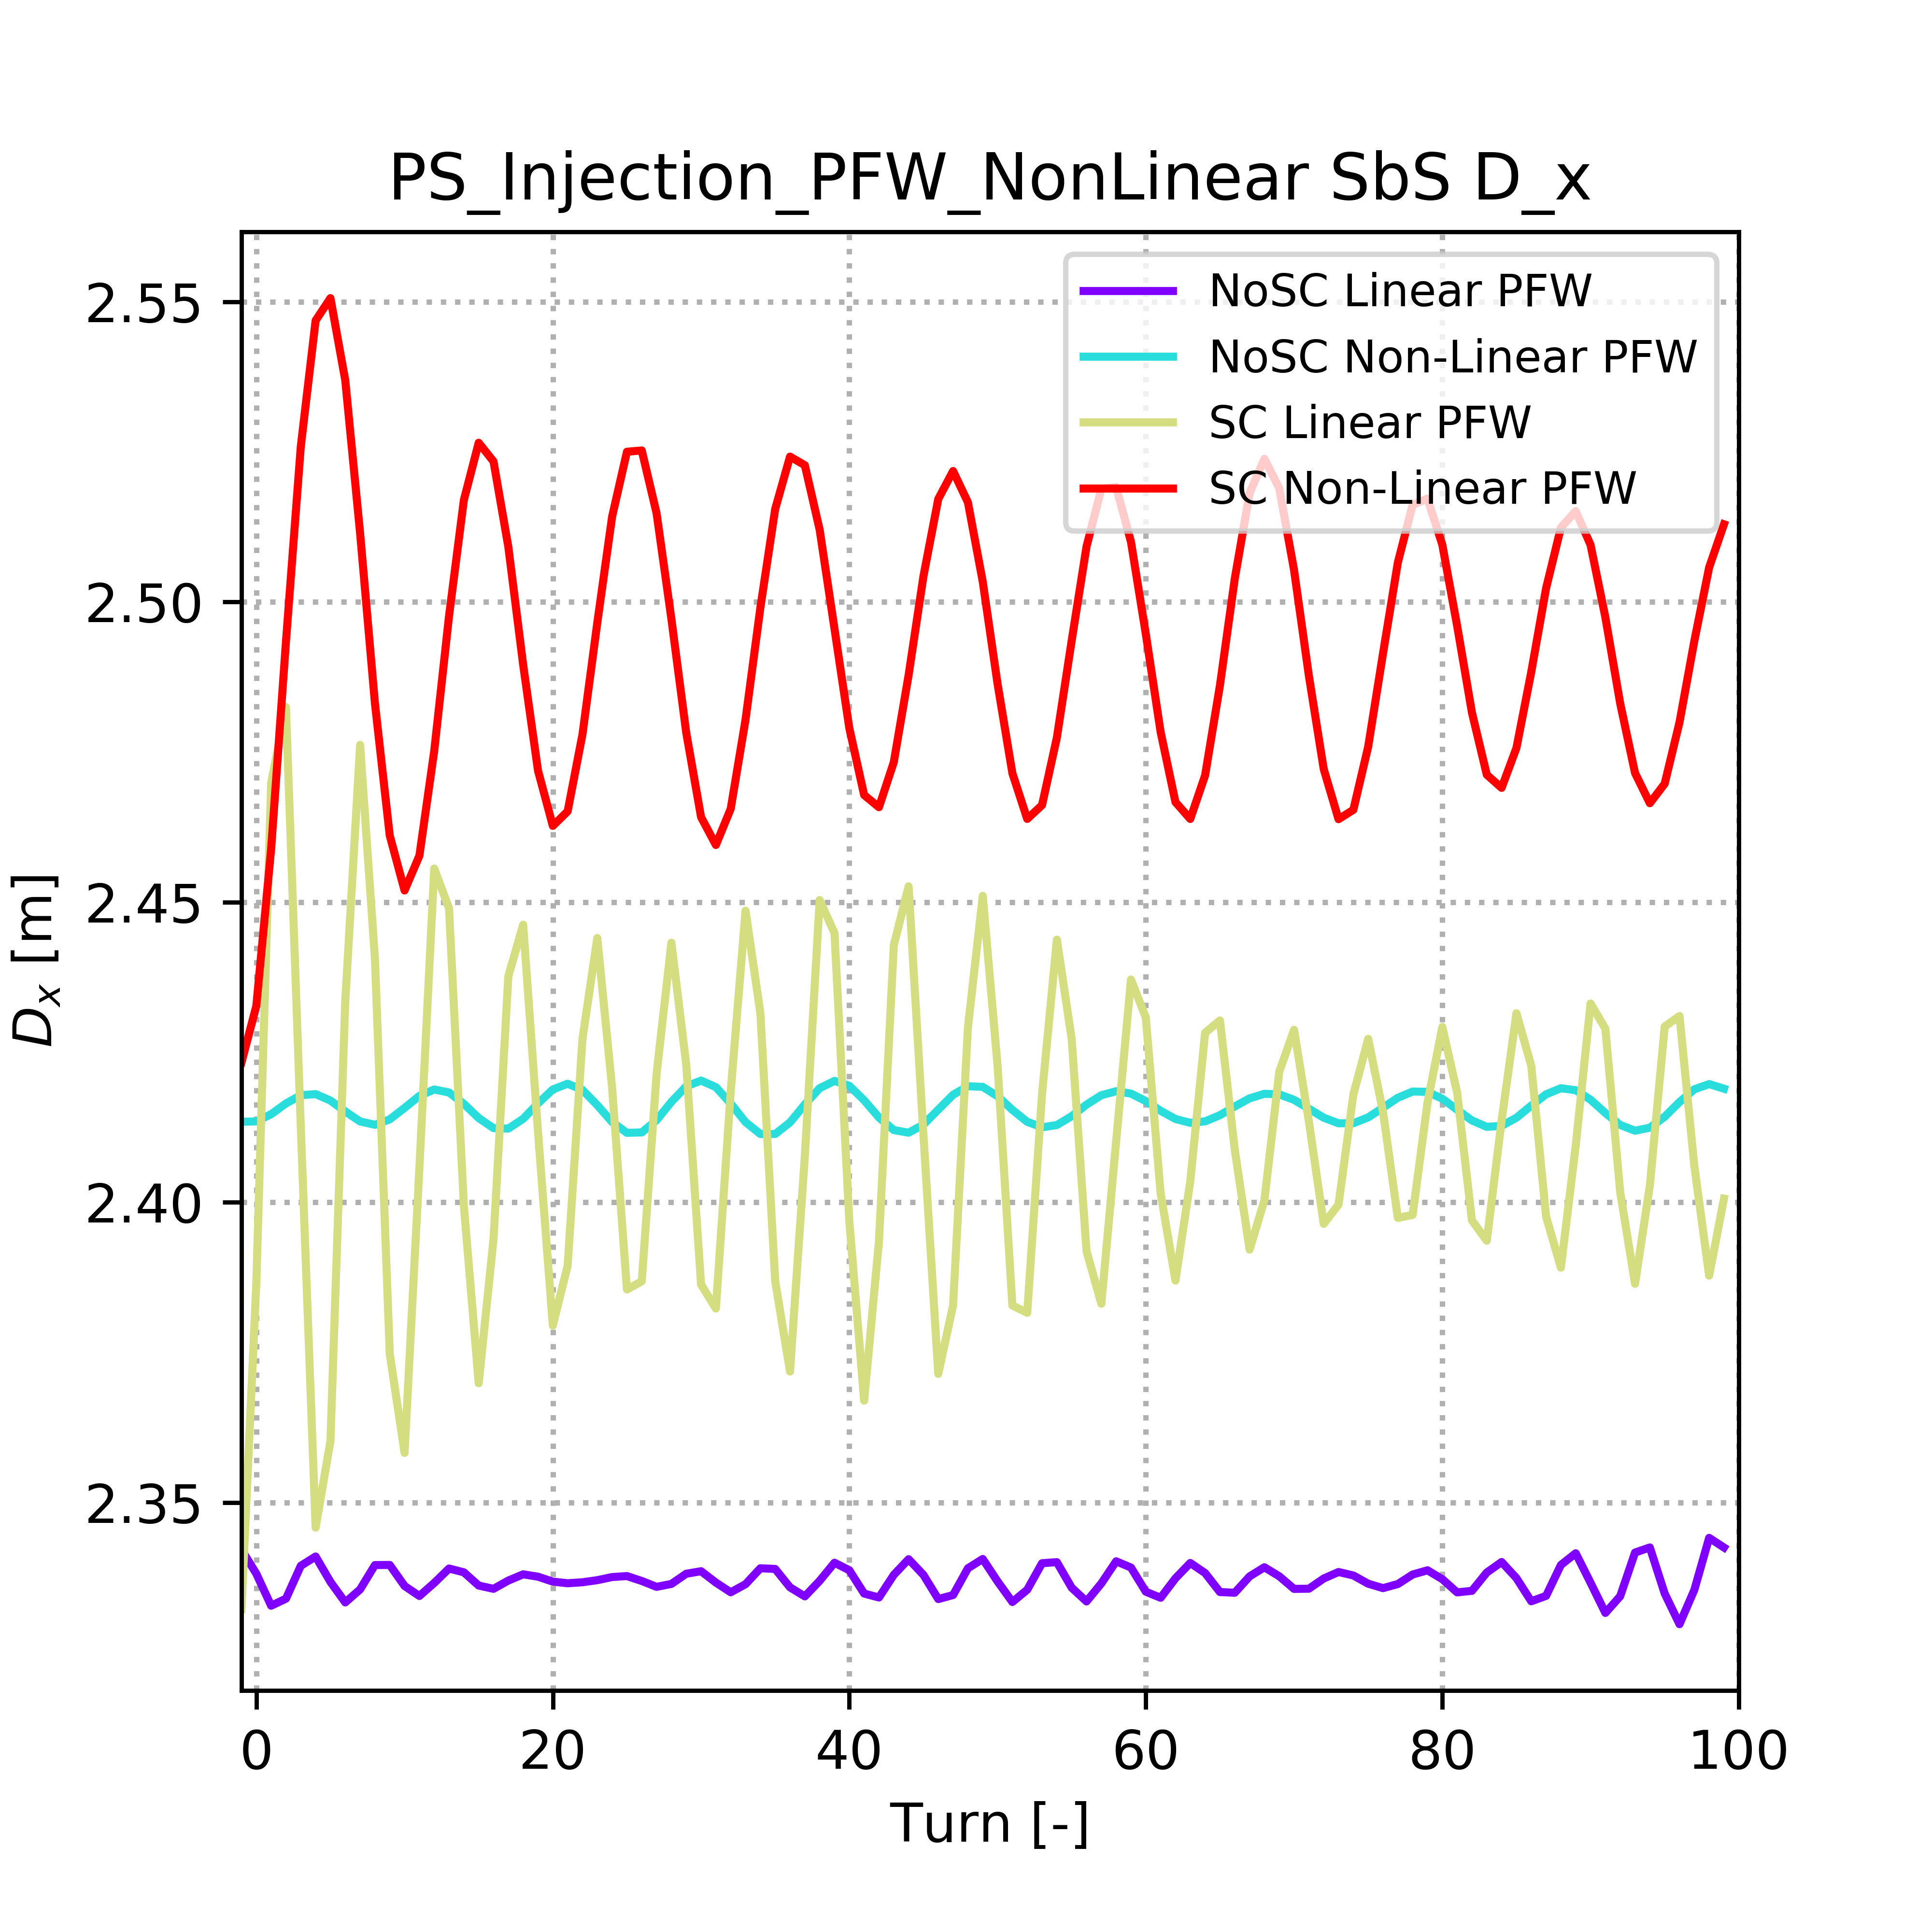 PS_Injection_PFW_NonLinear SbS D_x
NoSC Linear PFW
NoSC Non-Linear PFW
SC Linear PFW
SC Non-Linear PFW
2.55
2.50
2.45
2.40
2.35
D_x [m]
0 20 40 60 80 100
Turn [-]